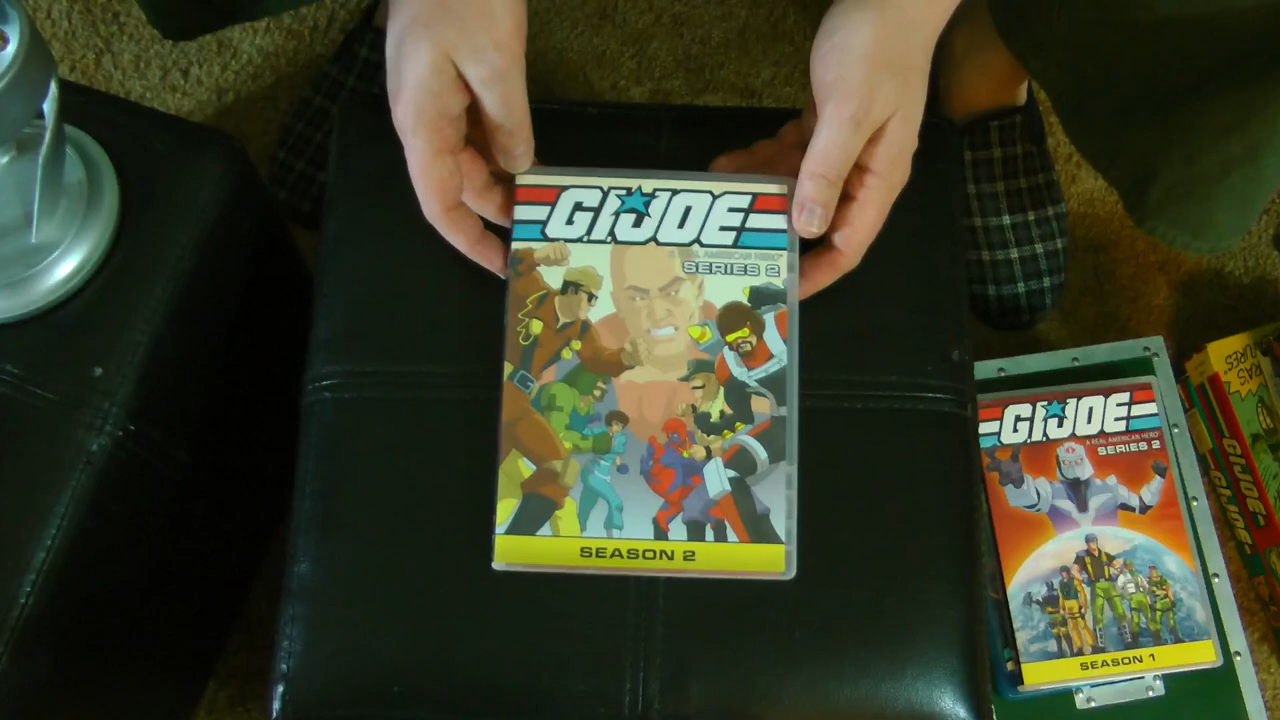 G.I. JOE
A REAL AMERICAN HERO
SERIES 2
SEASON 2
G.I. JOE
A REAL AMERICAN HERO
SERIES 2
SEASON 1
G.I. JOE